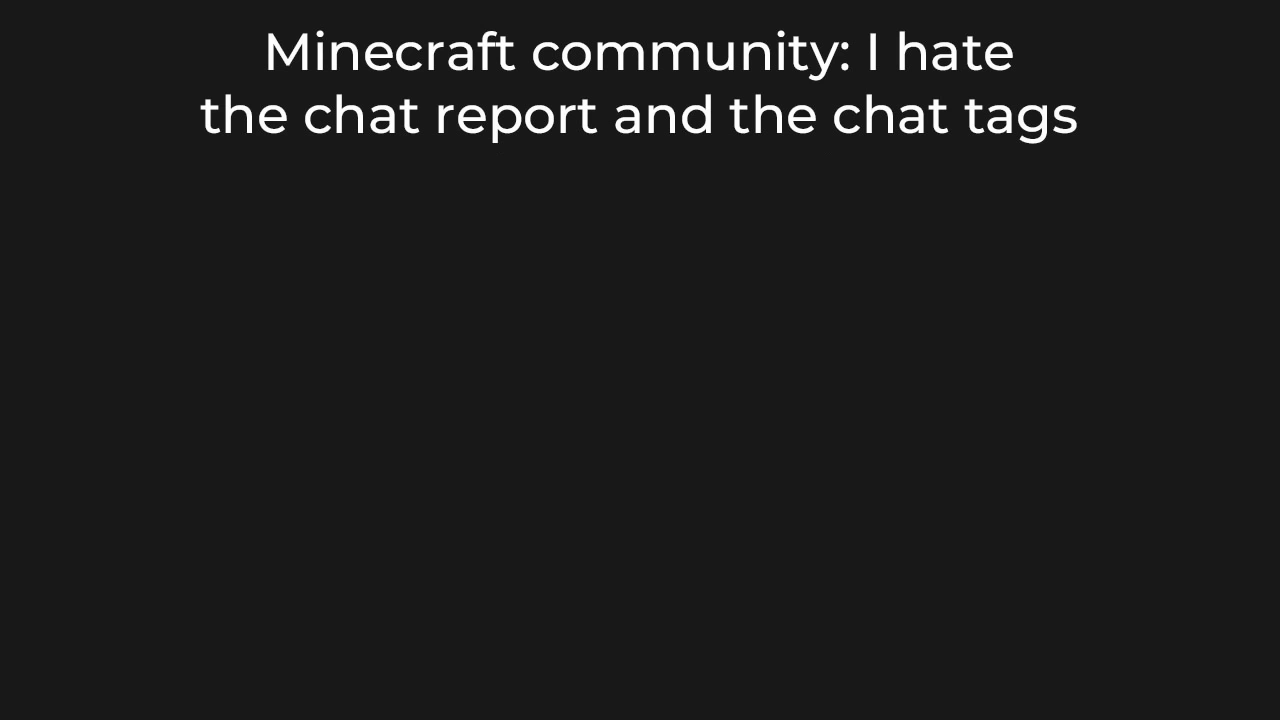 Minecraft community: I hate
the chat report and the chat tags